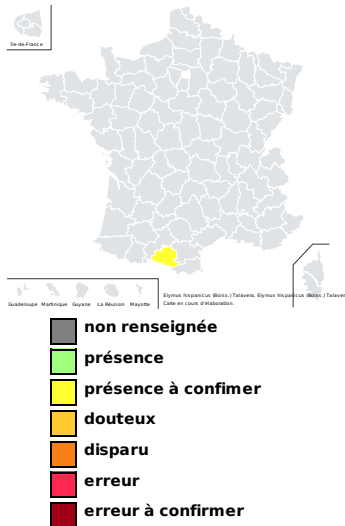 Île-de-France
Guadeloupe Martinique Guyane La Réunion Mayotte
Elymus hispanicus (Boiss.) Talavera, Elymus hispanicus (Boiss.) Talaver
Carte en cours d'élaboration.
non renseignée
présence
présence à confimer
douteux
disparu
erreur
erreur à confirmer